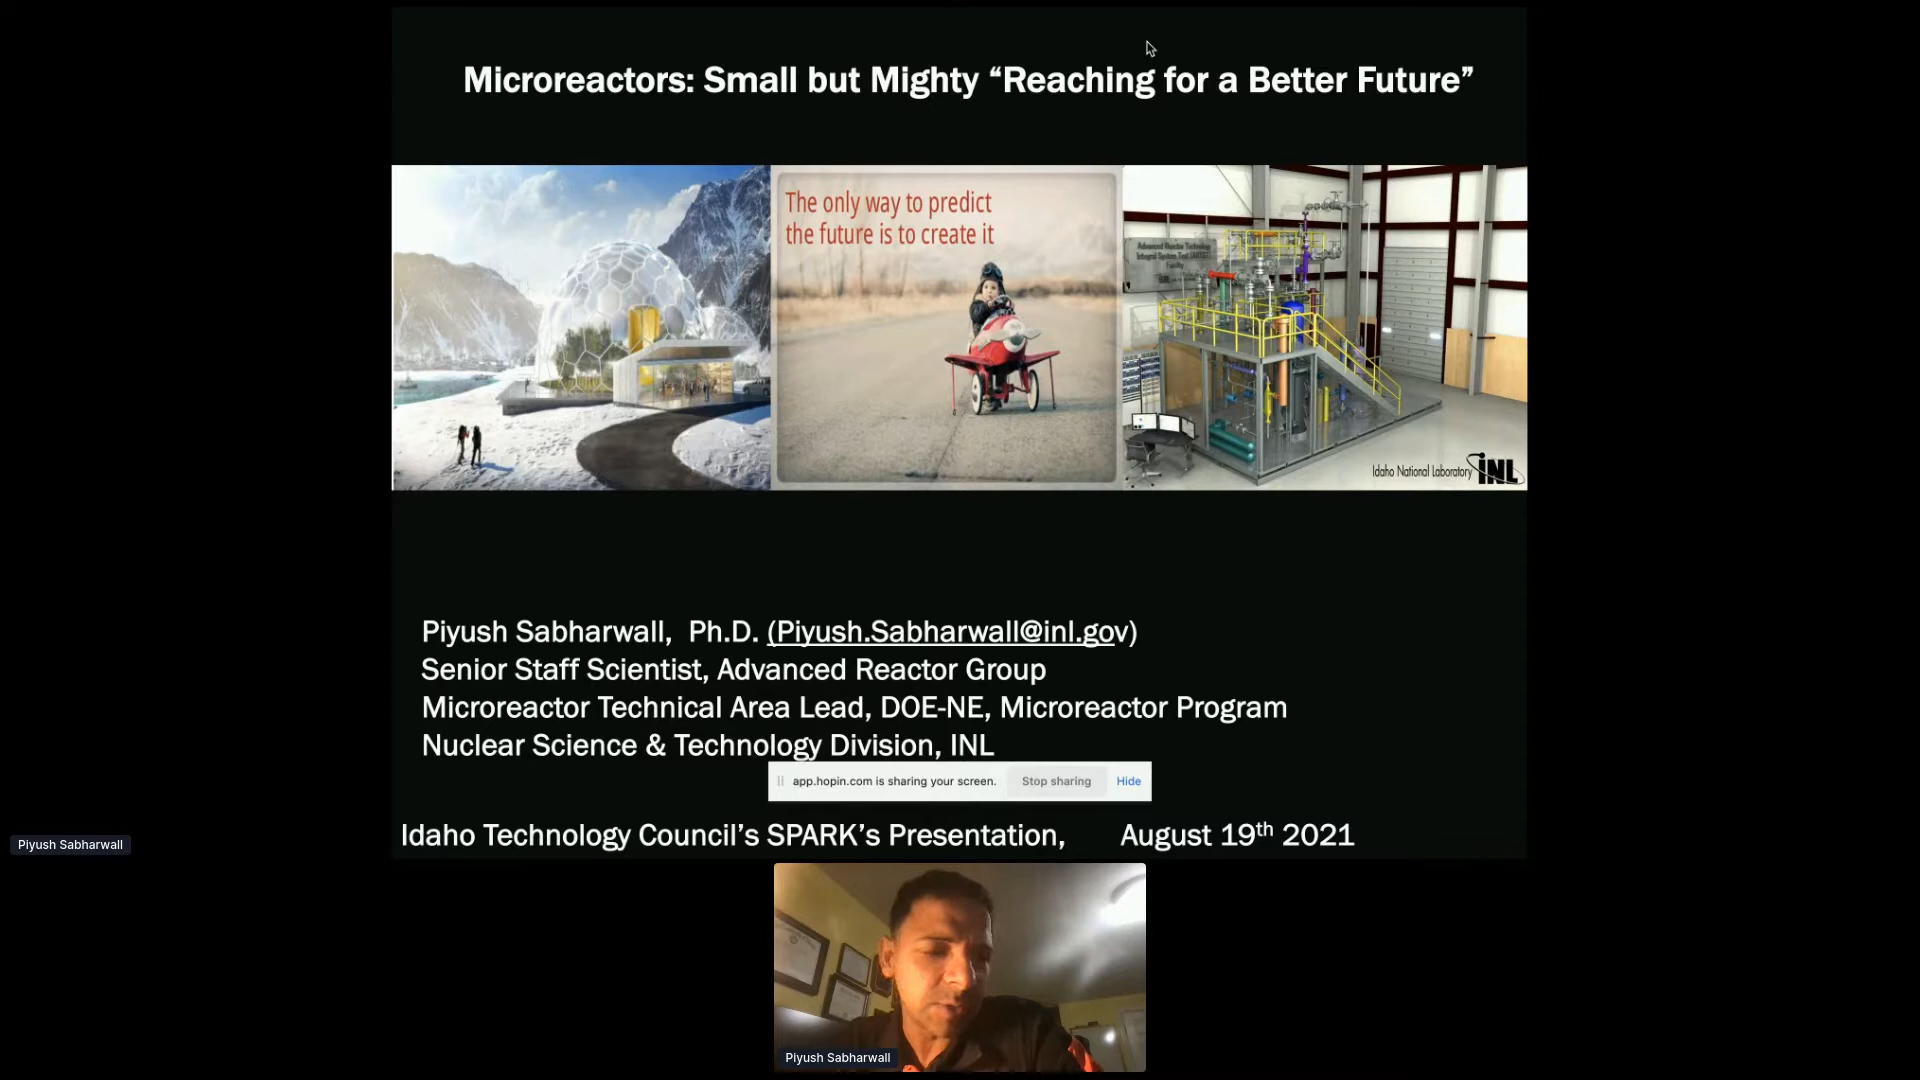 Microreactors: Small but Mighty “Reaching for a Better Future”
The only way to predict
the future is to create it
Advanced Reactor Technology
Integral System Test (ARTIST)
Facility
Idaho National Laboratory
INL
Piyush Sabharwall, Ph.D. (Piyush.Sabharwall@inl.gov)
Senior Staff Scientist, Advanced Reactor Group
Microreactor Technical Area Lead, DOE-NE, Microreactor Program
Nuclear Science & Technology Division, INL
app.hopin.com is sharing your screen.
Stop sharing
Hide
Idaho Technology Council’s SPARK’s Presentation, August 19th 2021
Piyush Sabharwall
Piyush Sabharwall